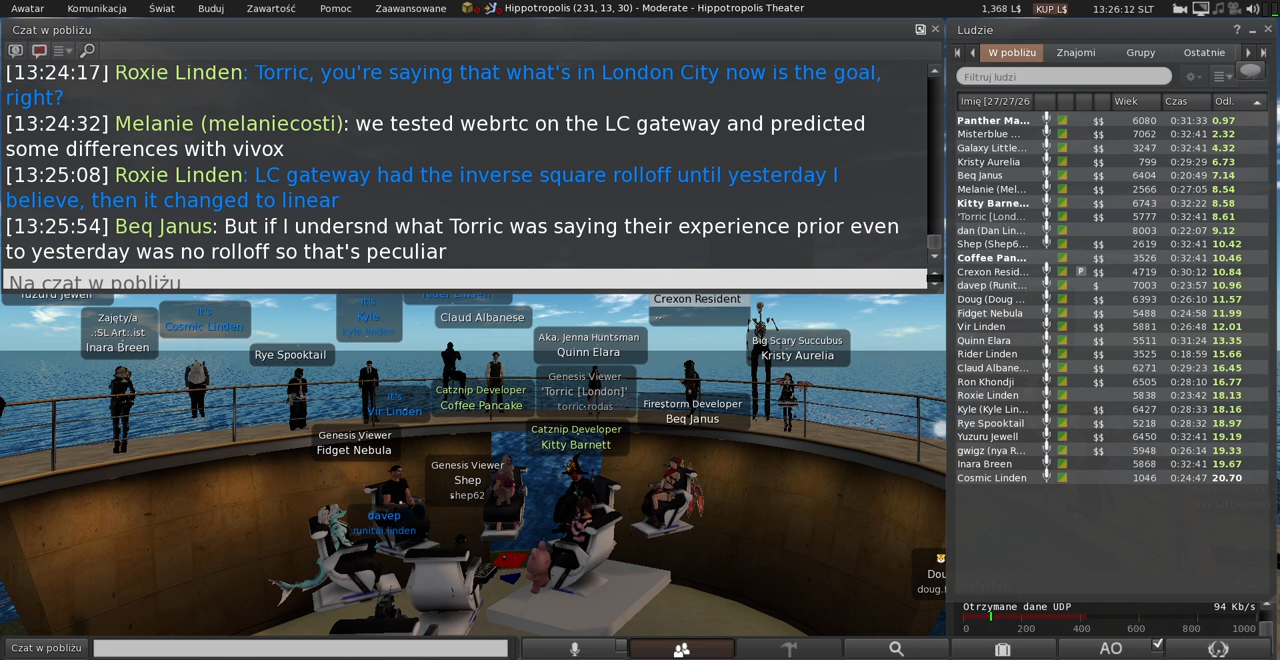 Awatar Komunikacja Świat Buduj Zawartość Pomoc Zaawansowane Hippotropolis (231, 13, 30) - Moderate - Hippotropolis Theater 1,368 L$ KUP L$ 13:26:12 SLT
Czat w pobliżu
[13:24:17] Roxie Linden: Torric, you're saying that what's in London City now is the goal,
right?
[13:24:32] Melanie (melaniecosti): we tested webrtc on the LC gateway and predicted
some differences with vivox
[13:25:08] Roxie Linden: LC gateway had the inverse square rolloff until yesterday I
believe, then it changed to linear
[13:25:54] Beq Janus: But if I undersnd what Torric was saying their experience prior even
to yesterday was no rolloff so that's peculiar
Na czat w pobliżu
Yuzuru Jewell
Zajęty/a
.:SL Art:.ist
Inara Breen
It's
Cosmic Linden
It's
Kyle
kyle.linden
Rider Linden
Claud Albanese
Crexon Resident
...
Rye Spooktail
Aka. Jenna Huntsman
Quinn Elara
Big Scary Succubus
Kristy Aurelia
It's
Vir Linden
Catznip Developer
Coffee Pancake
Genesis Viewer
'Torric [London]'
torric.rodas
Firestorm Developer
Beq Janus
Genesis Viewer
Fidget Nebula
Catznip Developer
Kitty Barnett
Genesis Viewer
Shep
shep62
davep
runitai.linden
Dou
doug.
Czat w pobliżu
Ludzie
? _ ×
W pobliżu Znajomi Grupy Ostatnie
Filtruj ludzi
Imię [27/27/26 Wiek Czas Odl.
Panther Ma... $$ 6080 0:31:33 0.97
Misterblue ... $$ 7062 0:32:41 2.32
Galaxy Little... $$ 3247 0:32:41 4.32
Kristy Aurelia $$ 799 0:29:29 6.73
Beq Janus $$ 6404 0:20:49 7.14
Melanie (Mel... $$ 2566 0:27:05 8.54
Kitty Barne... $$ 6743 0:32:22 8.58
'Torric [Lond... $$ 5777 0:32:41 8.61
dan (Dan Lin... 8003 0:22:07 9.12
Shep (Shep6... $$ 2619 0:32:41 10.42
Coffee Pan... $$ 3526 0:32:41 10.46
Crexon Resid... P $$ 4719 0:30:12 10.84
davep (Runit... $ 7003 0:23:57 10.96
Doug (Doug ... $$ 6393 0:26:10 11.57
Fidget Nebula $$ 5488 0:24:58 11.99
Vir Linden $$ 5881 0:26:48 12.01
Quinn Elara $$ 5511 0:31:24 13.35
Rider Linden $$ 3525 0:18:59 15.66
Claud Albane... $$ 6271 0:29:23 16.45
Ron Khondji $$ 6505 0:28:10 16.77
Roxie Linden 5838 0:23:42 18.13
Kyle (Kyle Lin... $$ 6427 0:28:33 18.16
Rye Spooktail $$ 5218 0:28:32 18.97
Yuzuru Jewell $$ 6450 0:32:41 19.19
gwigz (nya R... $$ 5948 0:26:14 19.33
Inara Breen 5868 0:32:41 19.67
Cosmic Linden 1046 0:24:47 20.70
Otrzymane dane UDP 94 Kb/s
0 200 400 600 800 1000
AO